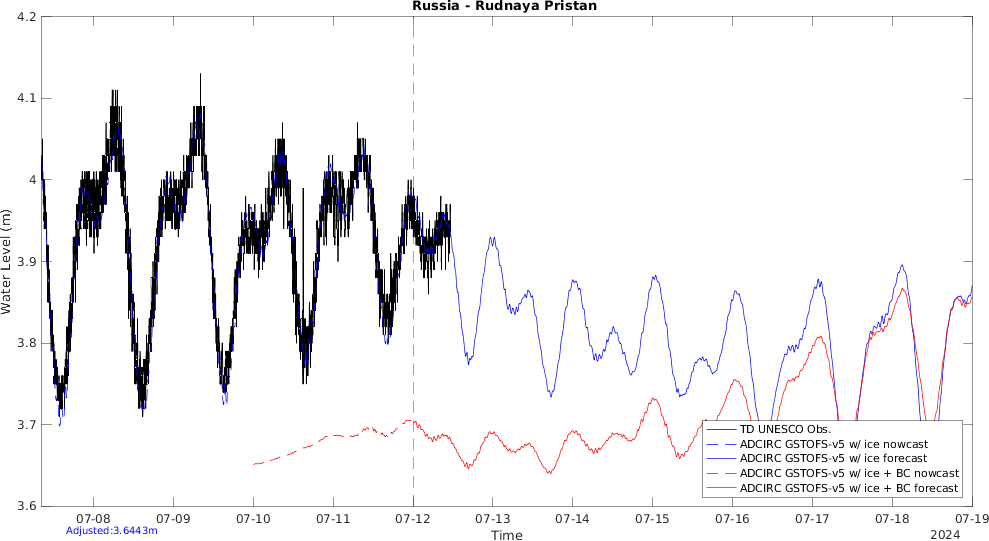 Russia - Rudnaya Pristan
Water Level (m)
4.2
4.1
4
3.9
3.8
3.7
3.6
TD UNESCO Obs.
ADCIRC GSTOFS-v5 w/ ice nowcast
ADCIRC GSTOFS-v5 w/ ice forecast
ADCIRC GSTOFS-v5 w/ ice + BC nowcast
ADCIRC GSTOFS-v5 w/ ice + BC forecast
07-08 07-09 07-10 07-11 07-12 07-13 07-14 07-15 07-16 07-17 07-18 07-19
Adjusted:3.6443m
Time
2024